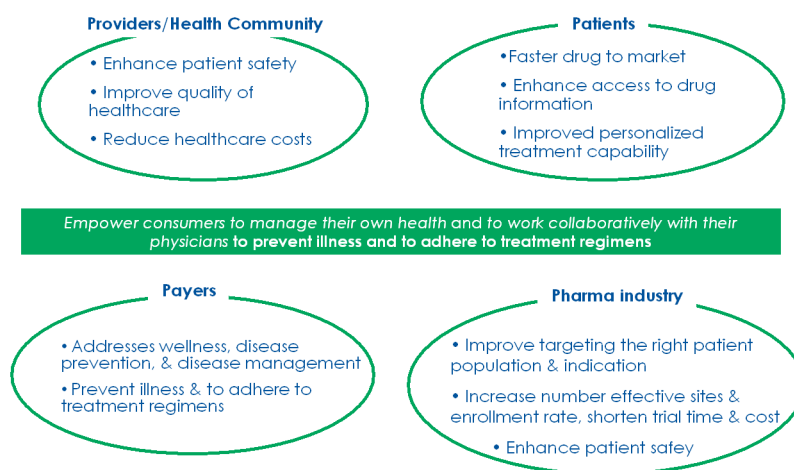 Providers/Health Community
• Enhance patient safety
• Improve quality of
healthcare
• Reduce healthcare costs
Patients
•Faster drug to market
• Enhance access to drug
information
• Improved personalized
treatment capability
Empower consumers to manage their own health and to work collaboratively with their
physicians to prevent illness and to adhere to treatment regimens
Payers
• Addresses wellness, disease
prevention, & disease management
• Prevent illness & to adhere to
treatment regimens
Pharma industry
• Improve targeting the right patient
population & indication
• Increase number effective sites &
enrollment rate, shorten trial time & cost
• Enhance patient safey